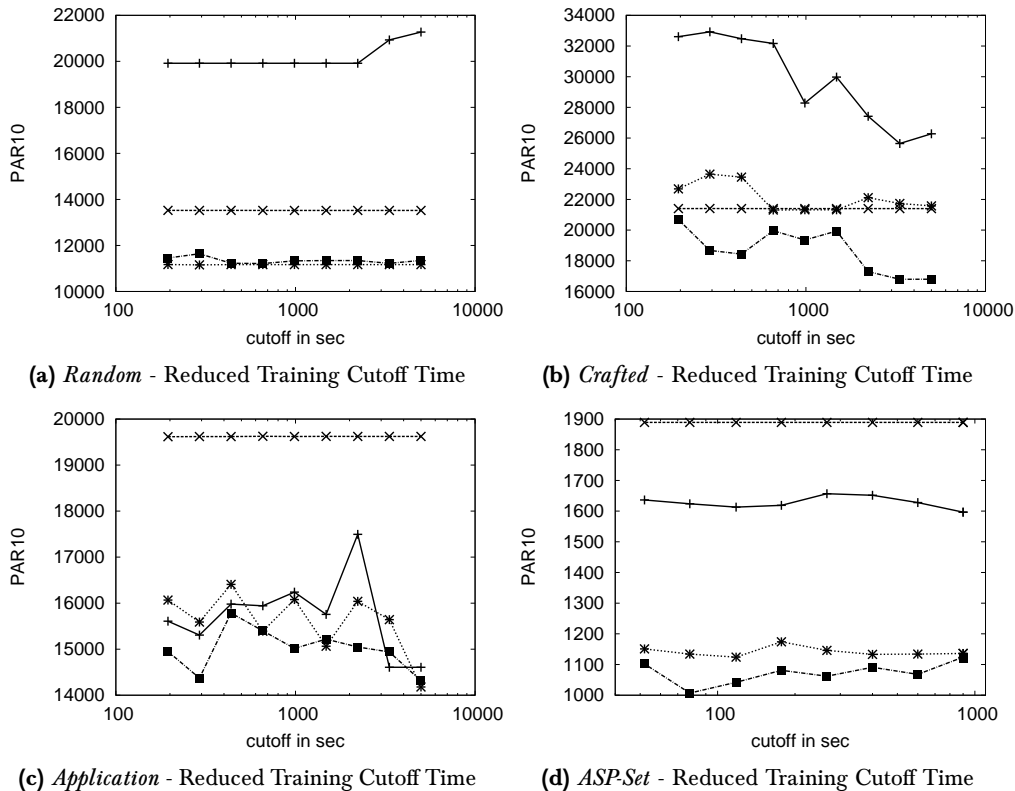 22000
20000
18000
16000
14000
12000
10000
PAR10
100 1000 10000
cutoff in sec
(a) Random - Reduced Training Cutoff Time
34000
32000
30000
28000
26000
24000
22000
20000
18000
16000
PAR10
100 1000 10000
cutoff in sec
(b) Crafted - Reduced Training Cutoff Time
20000
19000
18000
17000
16000
15000
14000
PAR10
100 1000 10000
cutoff in sec
(c) Application - Reduced Training Cutoff Time
1900
1800
1700
1600
1500
1400
1300
1200
1100
1000
PAR10
100 1000
cutoff in sec
(d) ASP-Set - Reduced Training Cutoff Time